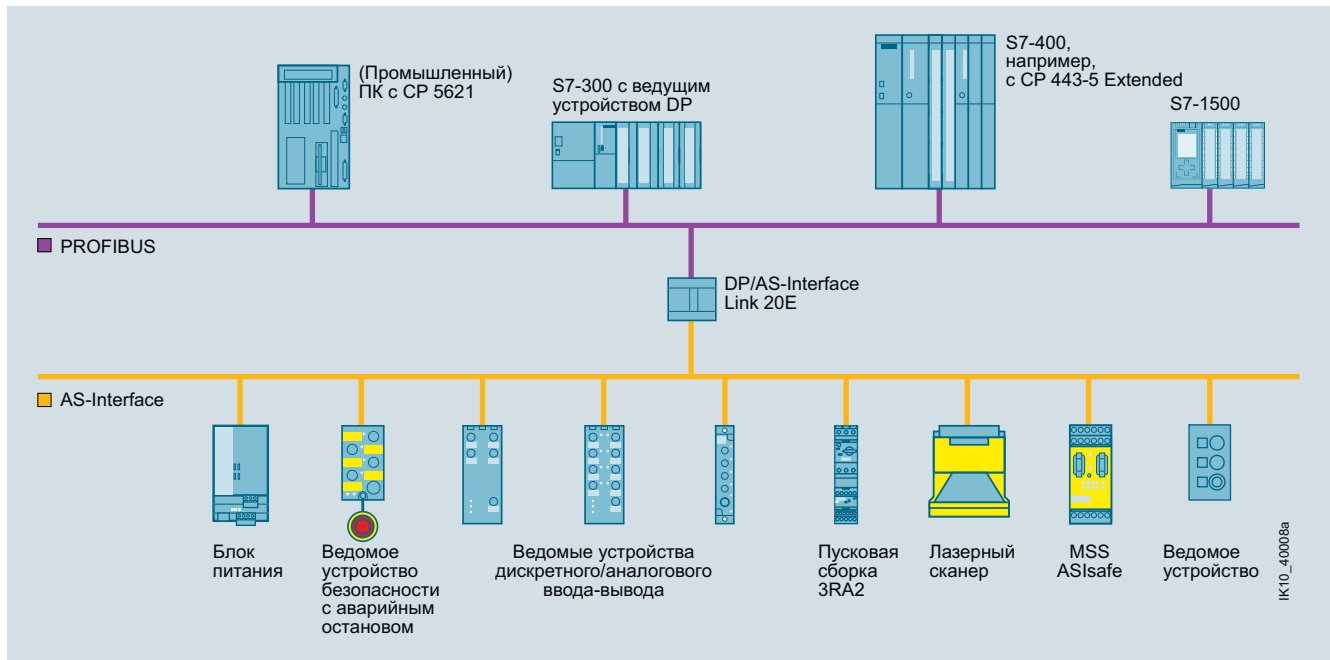 (Промышленный)
ПК с CP 5621
S7-300 с ведущим
устройством DP
S7-400,
например,
с CP 443-5 Extended
S7-1500
PROFIBUS
DP/AS-Interface
Link 20E
AS-Interface
Блок
питания
Ведомое
устройство
безопасности
с аварийным
остановом
Ведомые устройства
дискретного/аналогового
ввода-вывода
Пусковая
сборка
3RA2
Лазерный
сканер
MSS
ASIsafe
Ведомое
устройство
IK10_40008a